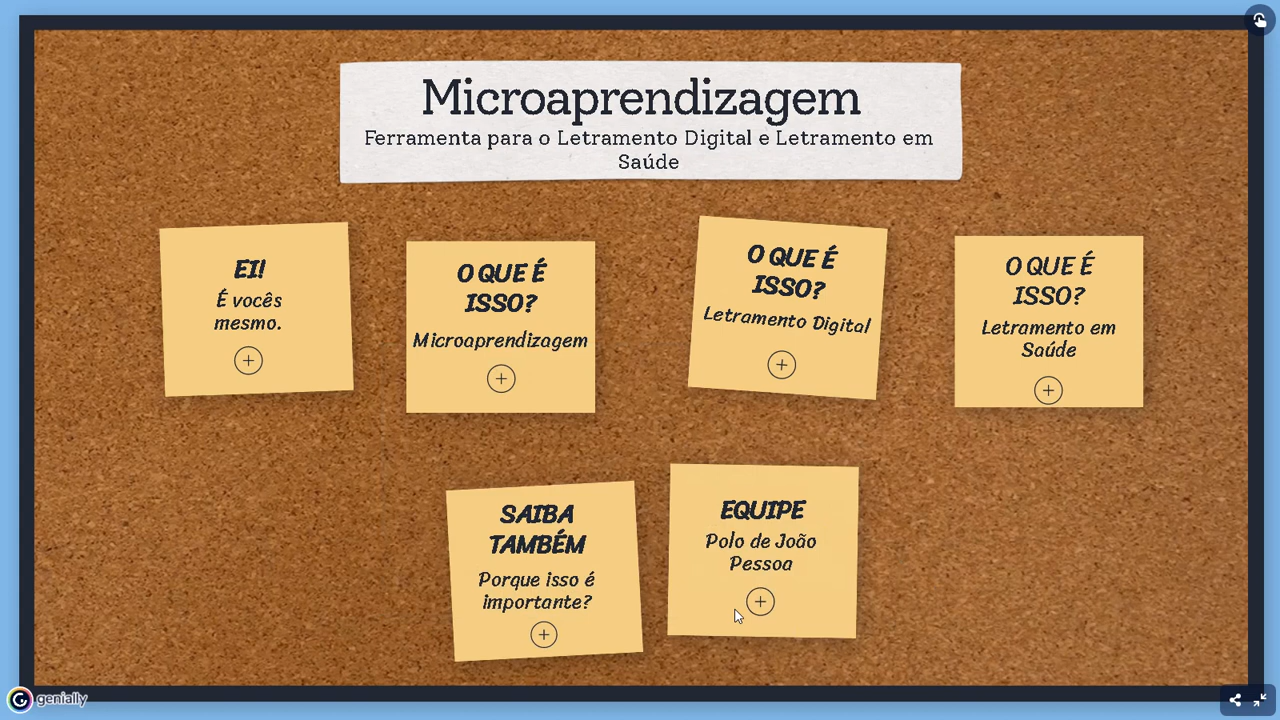 Microaprendizagem
Ferramenta para o Letramento Digital e Letramento em
Saúde
EI!
É vocês
mesmo.
O QUE É
ISSO?
Microaprendizagem
O QUE É
ISSO?
Letramento Digital
O QUE É
ISSO?
Letramento em
Saúde
SAIBA
TAMBÉM
Porque isso é
importante?
EQUIPE
Polo de João
Pessoa
genially